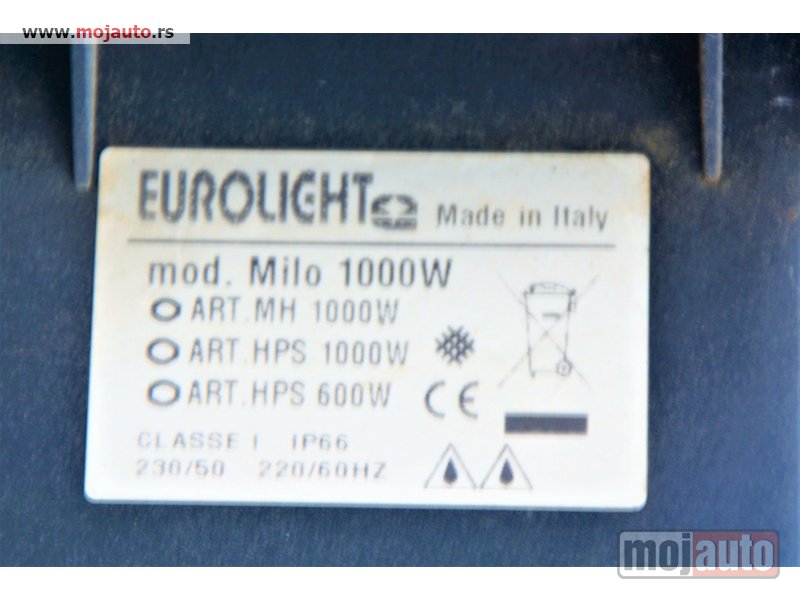 www.mojauto.rs
EUROLIGHT Made in Italy
mod. Milo 1000W
ART.MH 1000W
ART.HPS 1000W
ART.HPS 600W
CE
CLASSE I IP66
230/50 220/60HZ
mojauto